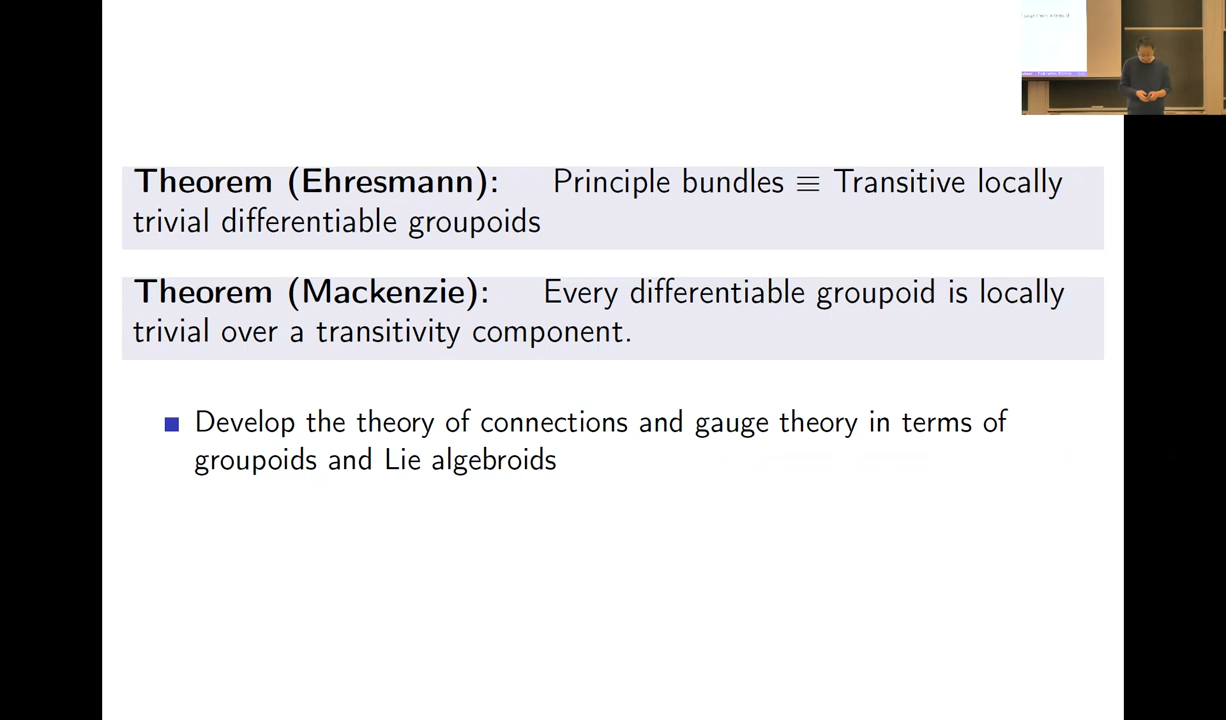 Theorem (Ehresmann): Principle bundles ≡ Transitive locally
trivial differentiable groupoids
Theorem (Mackenzie): Every differentiable groupoid is locally
trivial over a transitivity component.
■ Develop the theory of connections and gauge theory in terms of
groupoids and Lie algebroids